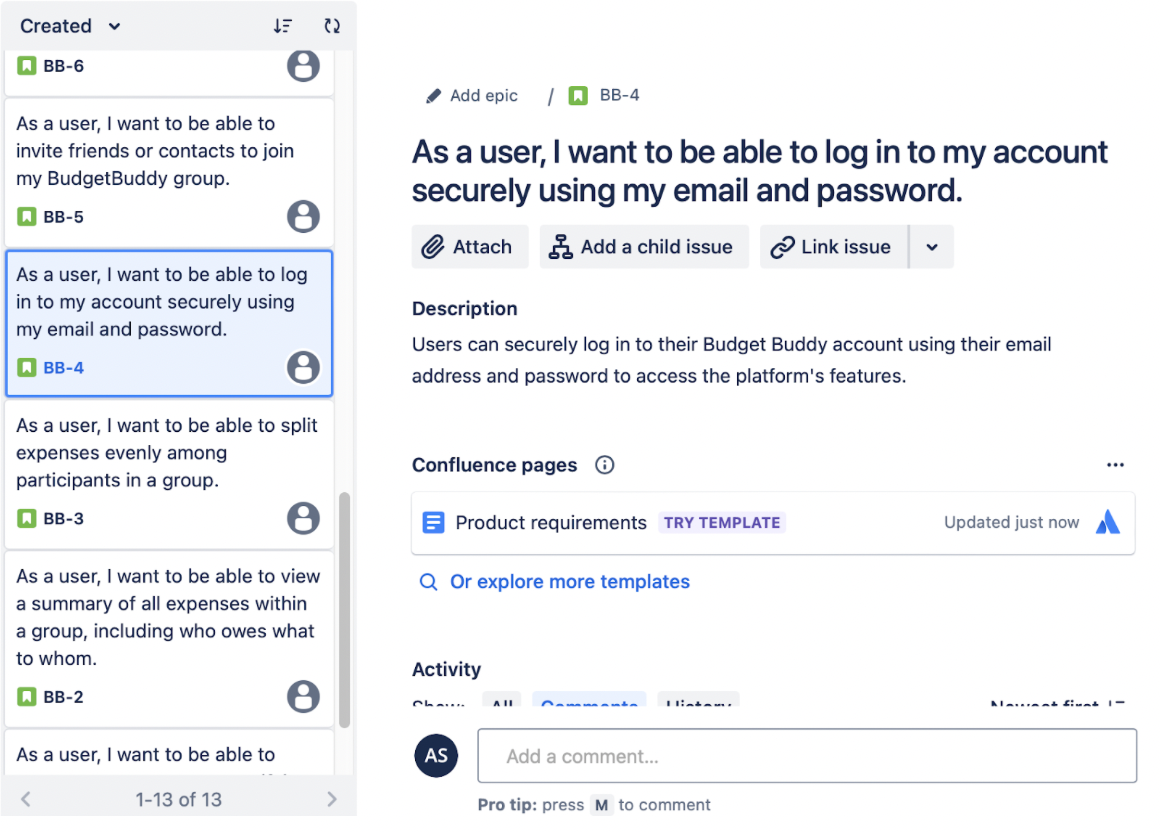 Created
BB-6
As a user, I want to be able to
invite friends or contacts to join
my BudgetBuddy group.
BB-5
As a user, I want to be able to log
in to my account securely using
my email and password.
BB-4
As a user, I want to be able to split
expenses evenly among
participants in a group.
BB-3
As a user, I want to be able to view
a summary of all expenses within
a group, including who owes what
to whom.
BB-2
As a user, I want to be able to
1-13 of 13
Add epic / BB-4
As a user, I want to be able to log in to my account
securely using my email and password.
Attach Add a child issue Link issue
Description
Users can securely log in to their Budget Buddy account using their email
address and password to access the platform's features.
Confluence pages
Product requirements TRY TEMPLATE Updated just now
Or explore more templates
Activity
Show: All Comments History Newest first
AS Add a comment...
Pro tip: press M to comment